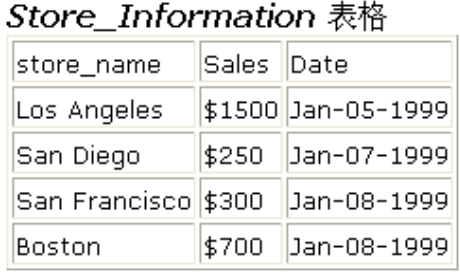 Store_Information 表格
store_name Sales Date
Los Angeles $1500 Jan-05-1999
San Diego $250 Jan-07-1999
San Francisco $300 Jan-08-1999
Boston $700 Jan-08-1999